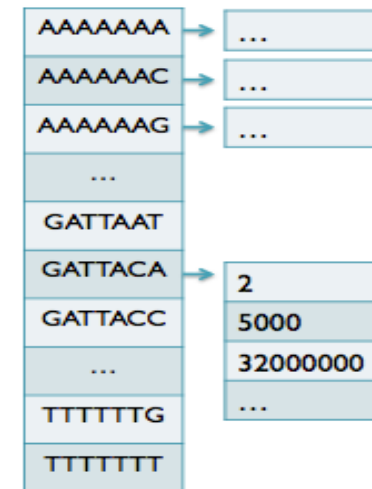 AAAAAAA ...
AAAAAAC ...
AAAAAAG ...
...
GATTAAT
GATTACA 2
GATTACC 5000
... 32000000
TTTTTTG ...
TTTTTTT